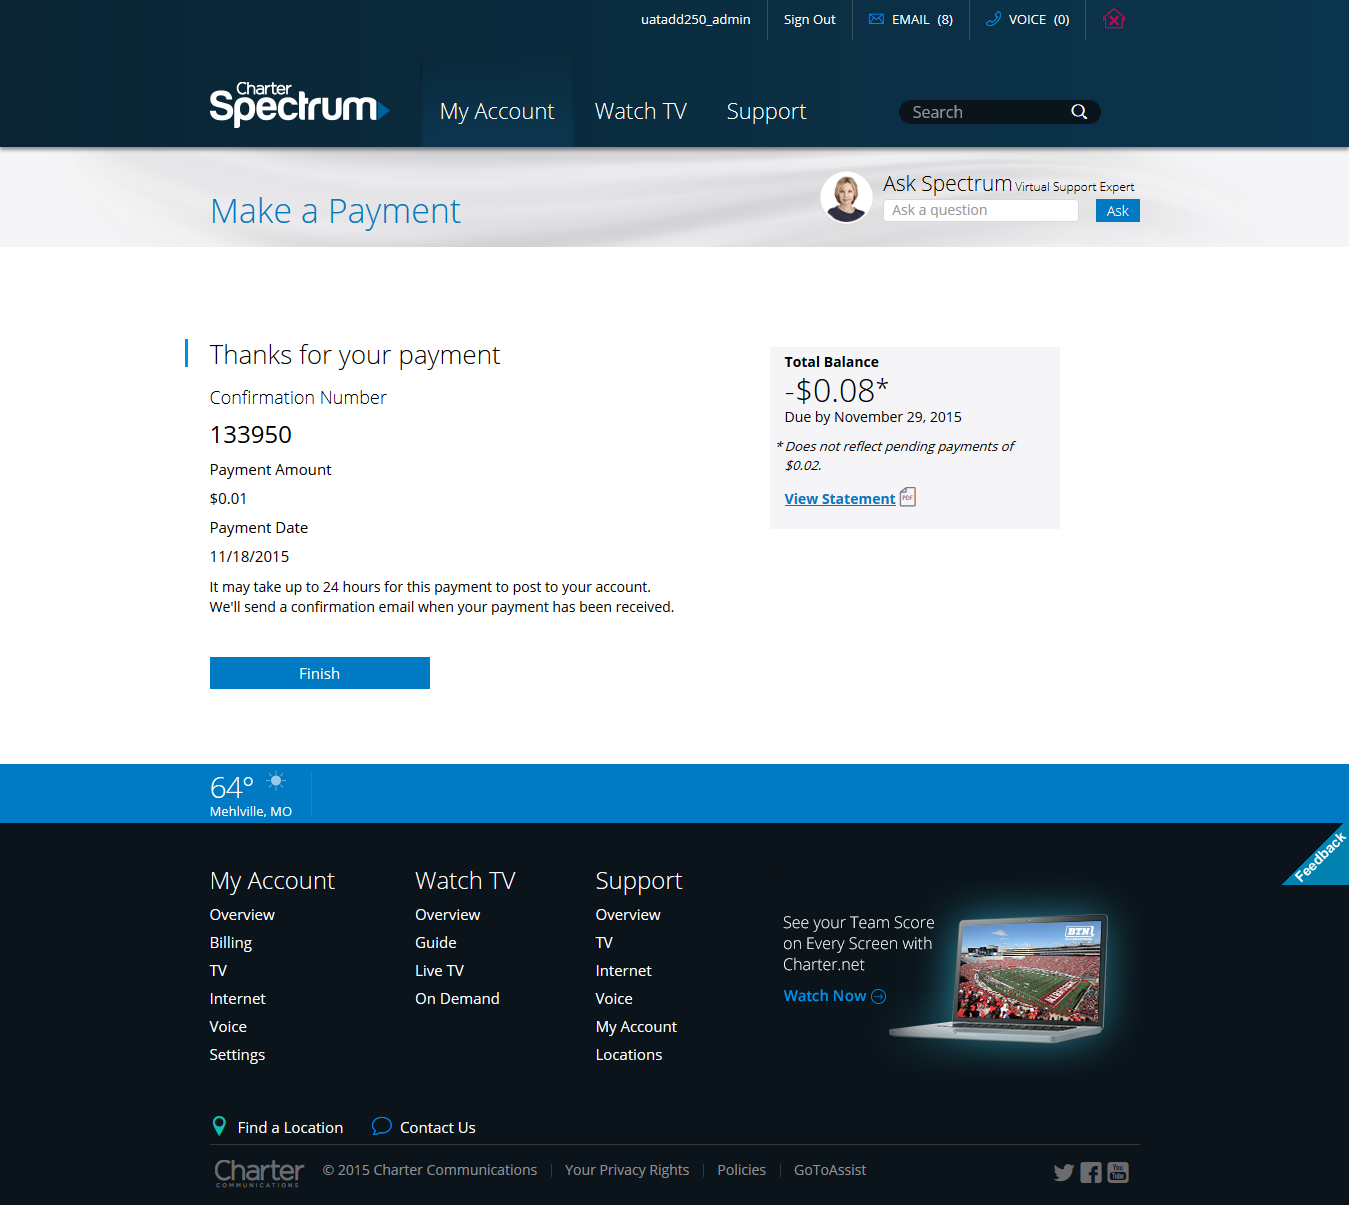 uatadd250_admin
Sign Out
EMAIL (8)
VOICE (0)
Charter
Spectrum
My Account
Watch TV
Support
Search
Make a Payment
Ask Spectrum Virtual Support Expert
Ask a question
Ask
Thanks for your payment
Confirmation Number
133950
Payment Amount
$0.01
Payment Date
11/18/2015
It may take up to 24 hours for this payment to post to your account.
We'll send a confirmation email when your payment has been received.
Finish
Total Balance
-$0.08*
Due by November 29, 2015
* Does not reflect pending payments of
$0.02.
View Statement
PDF
64°
Mehlville, MO
Feedback
My Account
Overview
Billing
TV
Internet
Voice
Settings
Watch TV
Overview
Guide
Live TV
On Demand
Support
Overview
TV
Internet
Voice
My Account
Locations
See your Team Score
on Every Screen with
Charter.net
Watch Now
BTN
Find a Location
Contact Us
Charter
COMMUNICATIONS
© 2015 Charter Communications
Your Privacy Rights
Policies
GoToAssist
You
Tube